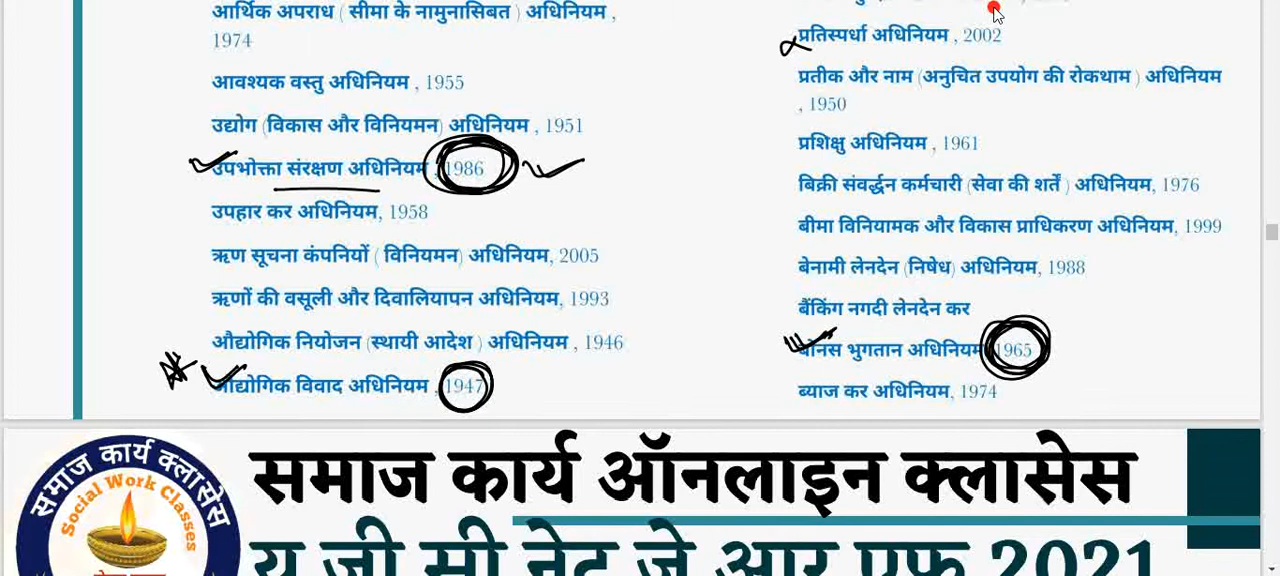 आर्थिक अपराध ( सीमा के नामुनासिबत ) अधिनियम ,
1974
आवश्यक वस्तु अधिनियम , 1955
उद्योग (विकास और विनियमन) अधिनियम , 1951
उपभोक्ता संरक्षण अधिनियम , 1986
उपहार कर अधिनियम, 1958
ऋण सूचना कंपनियों ( विनियमन) अधिनियम, 2005
ऋणों की वसूली और दिवालियापन अधिनियम, 1993
औद्योगिक नियोजन (स्थायी आदेश ) अधिनियम , 1946
औद्योगिक विवाद अधिनियम , 1947
प्रतिस्पर्धा अधिनियम , 2002
प्रतीक और नाम (अनुचित उपयोग की रोकथाम ) अधिनियम
, 1950
प्रशिक्षु अधिनियम , 1961
बिक्री संवर्द्धन कर्मचारी (सेवा की शर्तें ) अधिनियम, 1976
बीमा विनियामक और विकास प्राधिकरण अधिनियम, 1999
बेनामी लेनदेन (निषेध) अधिनियम, 1988
बैंकिंग नगदी लेनदेन कर
बोनस भुगतान अधिनियम, 1965
ब्याज कर अधिनियम, 1974
समाज कार्य क्लासेस
Social Work Classes
समाज कार्य ऑनलाइन क्लासेस
यू जी सी नेट जे आर एफ 2021